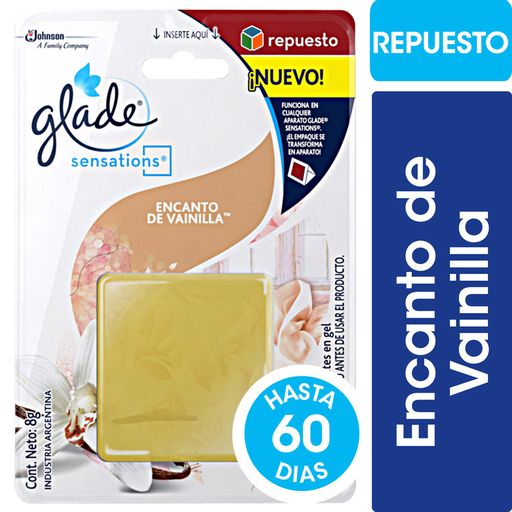 SC Johnson
A Family Company
↓ INSERTE AQUÍ ↓
repuesto
¡NUEVO!
FUNCIONA EN
CUALQUIER
APARATO GLADE®
SENSATIONS®.
¡EL EMPAQUE SE
TRANSFORMA
EN APARATO!
glade®
sensations®
ENCANTO
DE VAINILLA™
ANTES DE USAR EL PRODUCTO.
en gel
Cont. Neto: 8g
INDUSTRIA ARGENTINA
HASTA
60
DIAS
REPUESTO
Encanto de
Vainilla